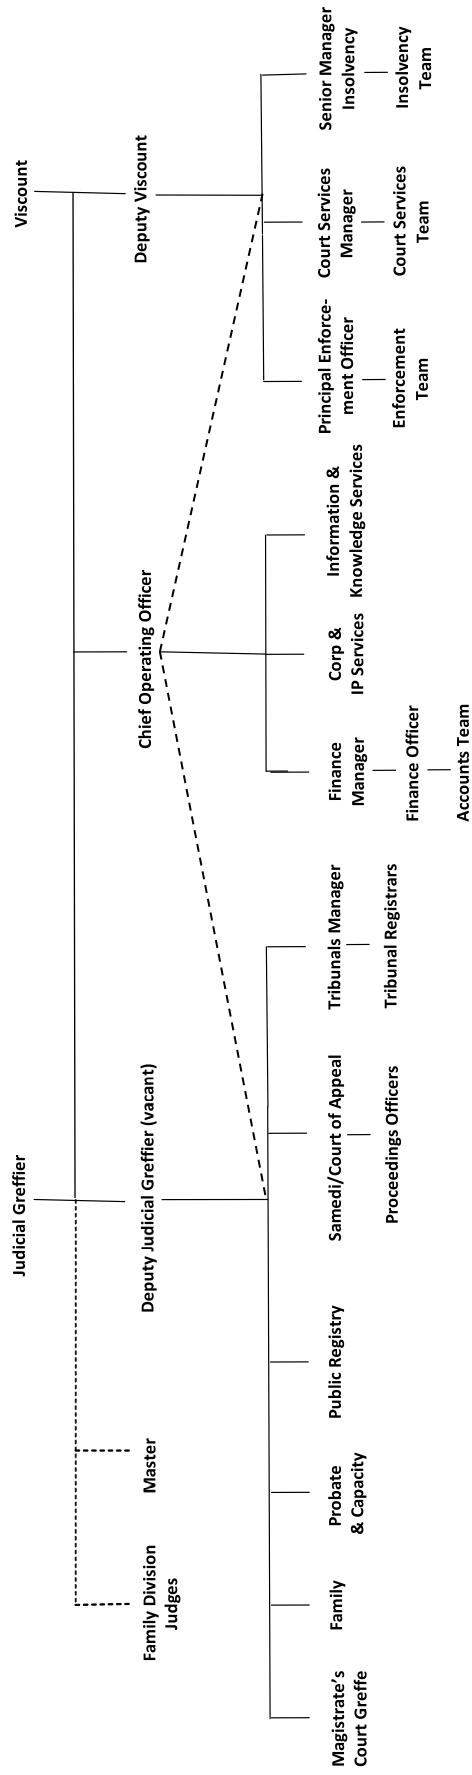 Judicial Greffier
Viscount
Family Division
Judges
Master
Deputy Judicial Greffier (vacant)
Chief Operating Officer
Deputy Viscount
Magistrate's
Court Greffe
Family
Probate
& Capacity
Public Registry
Samedi/Court of Appeal
Proceedings Officers
Tribunals Manager
Tribunal Registrars
Finance
Manager
Finance Officer
Accounts Team
Corp &
IP Services
Information &
Knowledge Services
Principal Enforce-
ment Officer
Enforcement
Team
Court Services
Manager
Court Services
Team
Senior Manager
Insolvency
Insolvency
Team